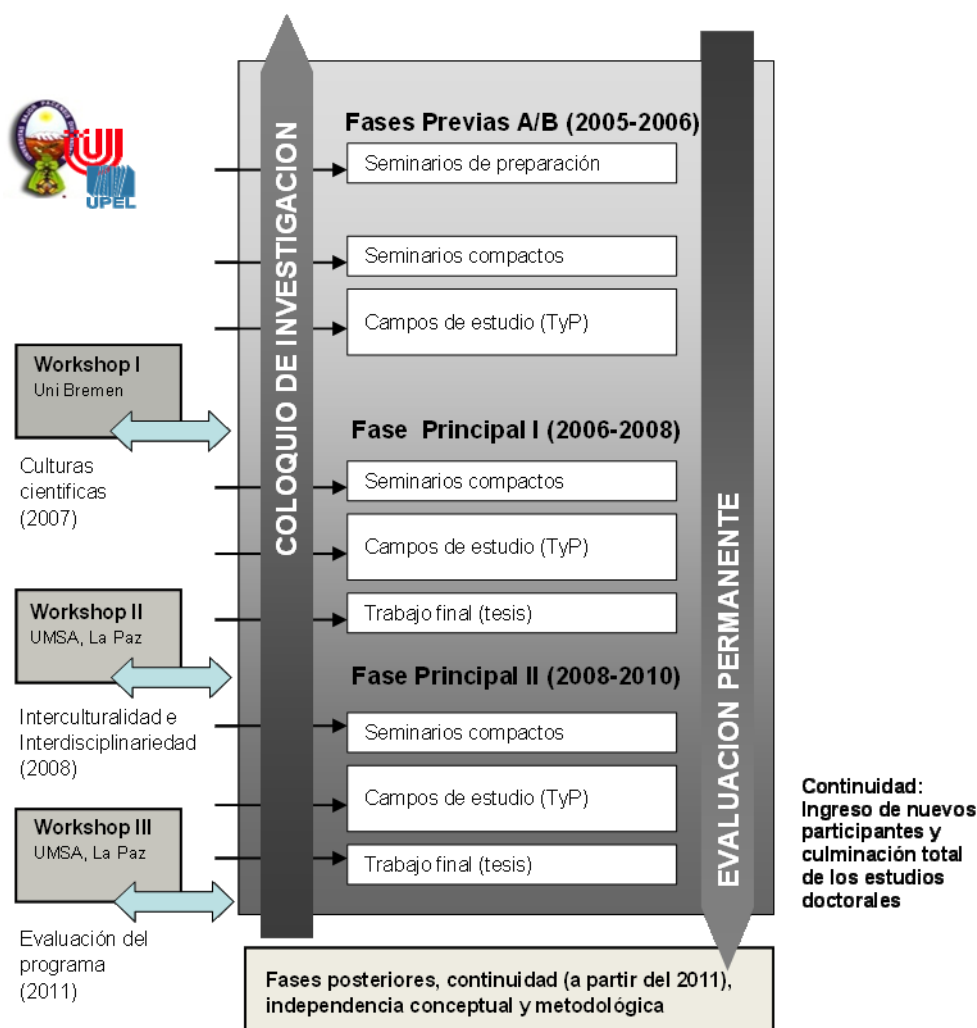 UPEL
COLOQUIO DE INVESTIGACION
EVALUACION PERMANENTE
Fases Previas A/B (2005-2006)
Seminarios de preparación
Seminarios compactos
Campos de estudio (TyP)
Workshop I
Uni Bremen
Culturas
cientificas
(2007)
Fase Principal I (2006-2008)
Seminarios compactos
Campos de estudio (TyP)
Trabajo final (tesis)
Workshop II
UMSA, La Paz
Interculturalidad e
Interdisciplinariedad
(2008)
Fase Principal II (2008-2010)
Seminarios compactos
Campos de estudio (TyP)
Trabajo final (tesis)
Workshop III
UMSA, La Paz
Evaluación del
programa
(2011)
Continuidad:
Ingreso de nuevos
participantes y
culminación total
de los estudios
doctorales
Fases posteriores, continuidad (a partir del 2011),
independencia conceptual y metodológica